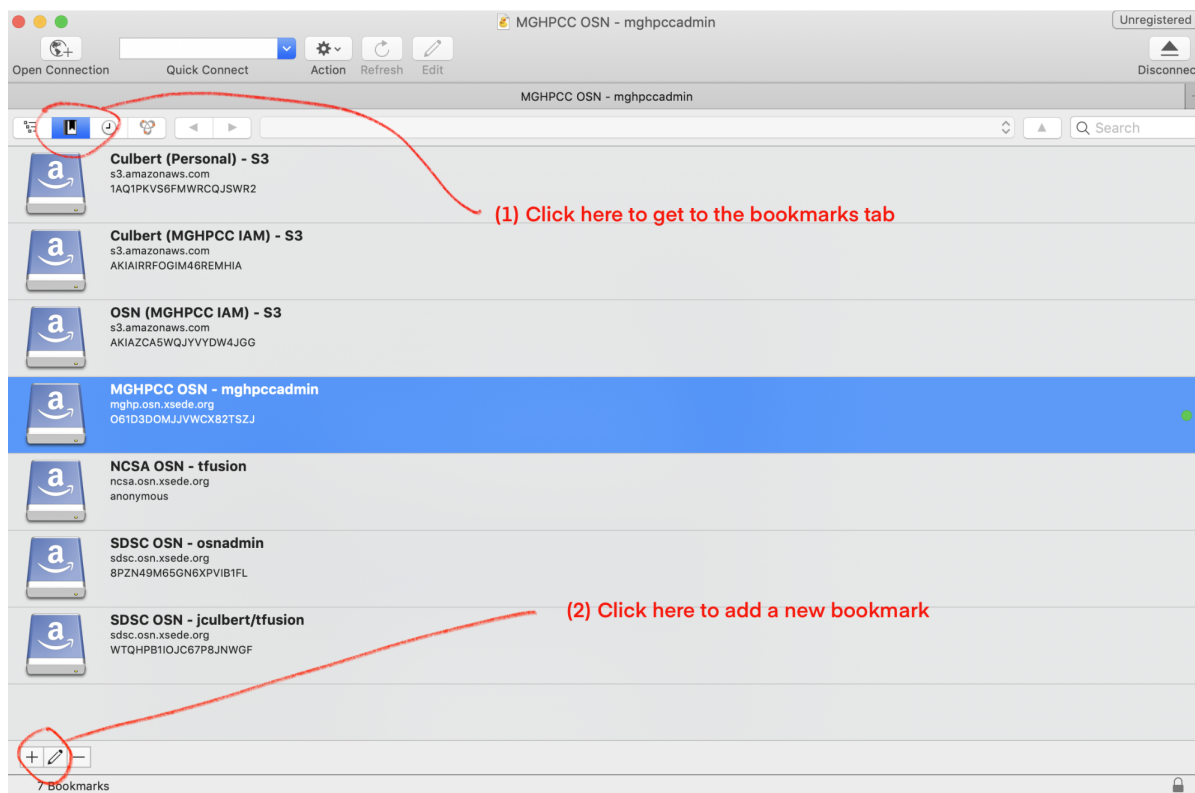 MGHPCC OSN - mghpccadmin
Unregistered
Open Connection
Quick Connect
Action
Refresh
Edit
MGHPCC OSN - mghpccadmin
Search
Culbert (Personal) - S3
s3.amazonaws.com
1AQ1PKVS6FMWRCQJSWR2
(1) Click here to get to the bookmarks tab
Culbert (MGHPCC IAM) - S3
s3.amazonaws.com
AKIAIRRFOGIM46REMHIA
OSN (MGHPCC IAM) - S3
s3.amazonaws.com
AKIAZCA5WQJYVYDW4JGG
MGHPCC OSN - mghpccadmin
mghp.osn.xsede.org
O61D3DOMJJVWCX82TSZJ
NCSA OSN - tfusion
ncsa.osn.xsede.org
anonymous
SDSC OSN - osnadmin
sdsc.osn.xsede.org
8PZN49M65GN6XPVIB1FL
(2) Click here to add a new bookmark
SDSC OSN - jculbert/tfusion
sdsc.osn.xsede.org
WTQHPB1IOJC67P8JNWGF
7 Bookmarks